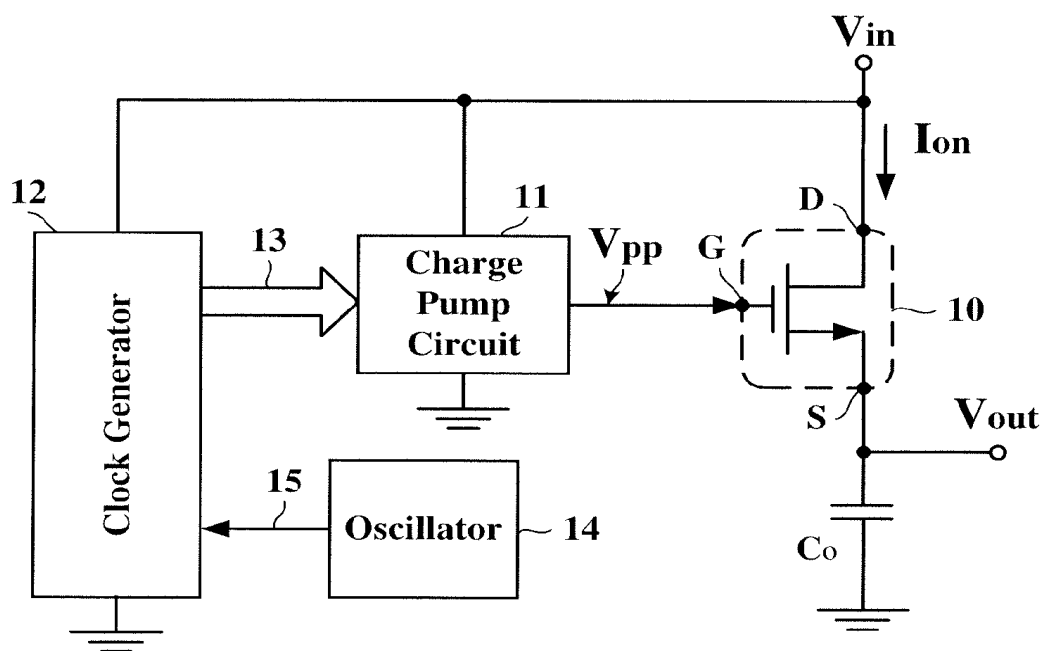 Vin
Ion
12
13
11
D
Vpp
G
Charge
Pump
Circuit
10
Clock Generator
S
Vout
15
Oscillator
14
Co